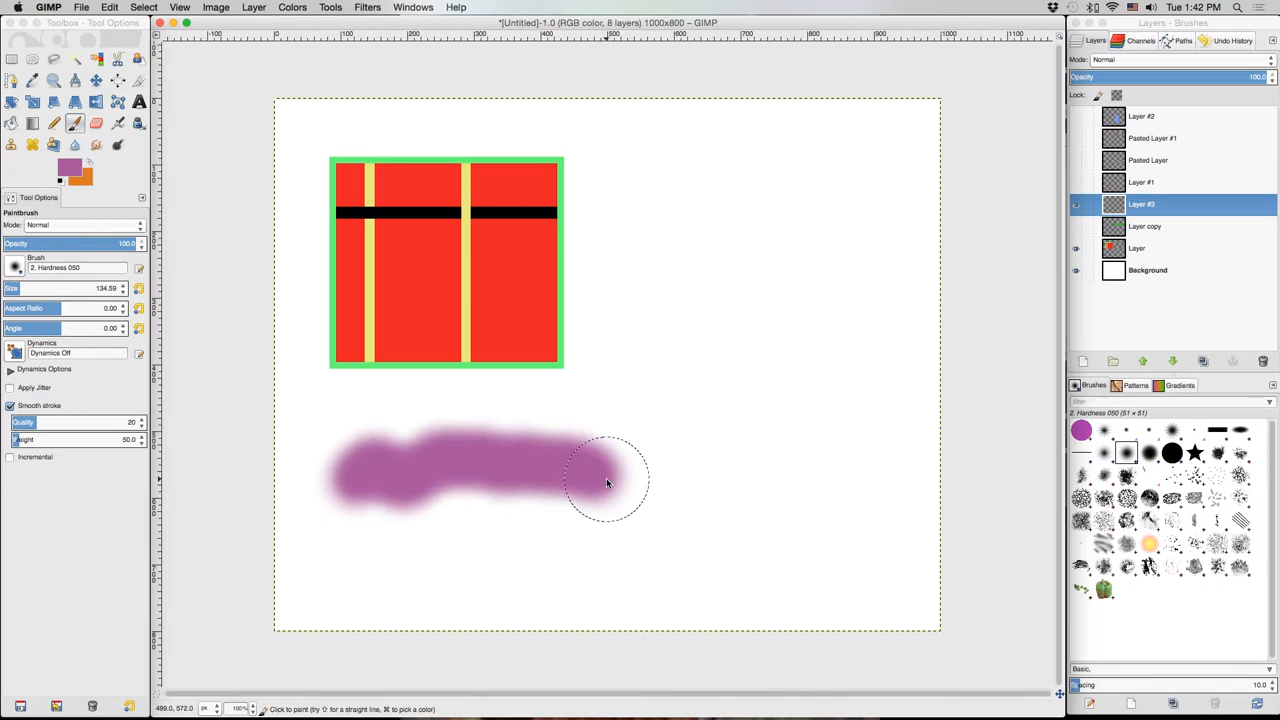 GIMP File Edit Select View Image Layer Colors Tools Filters Windows Help Tue 1:42 PM
Toolbox - Tool Options
*[Untitled]-1.0 (RGB color, 8 layers) 1000x800 – GIMP
Layers - Brushes
Layers Channels Paths Undo History
Mode: Normal
Opacity 100.0
Lock:
Layer #2
Pasted Layer #1
Pasted Layer
Layer #1
Layer #3
Layer copy
Layer
Background
Tool Options
Paintbrush
Mode: Normal
Opacity 100.0
Brush
2. Hardness 050
Size 134.59
Aspect Ratio 0.00
Angle 0.00
Dynamics
Dynamics Off
Dynamics Options
Apply Jitter
Smooth stroke
Quality 20
Weight 50.0
Incremental
Brushes Patterns Gradients
filter
2. Hardness 050 (51 × 51)
Basic,
Spacing 10.0
499.0, 572.0 px 100% Click to paint (try ⇧ for a straight line, ⌘ to pick a color)